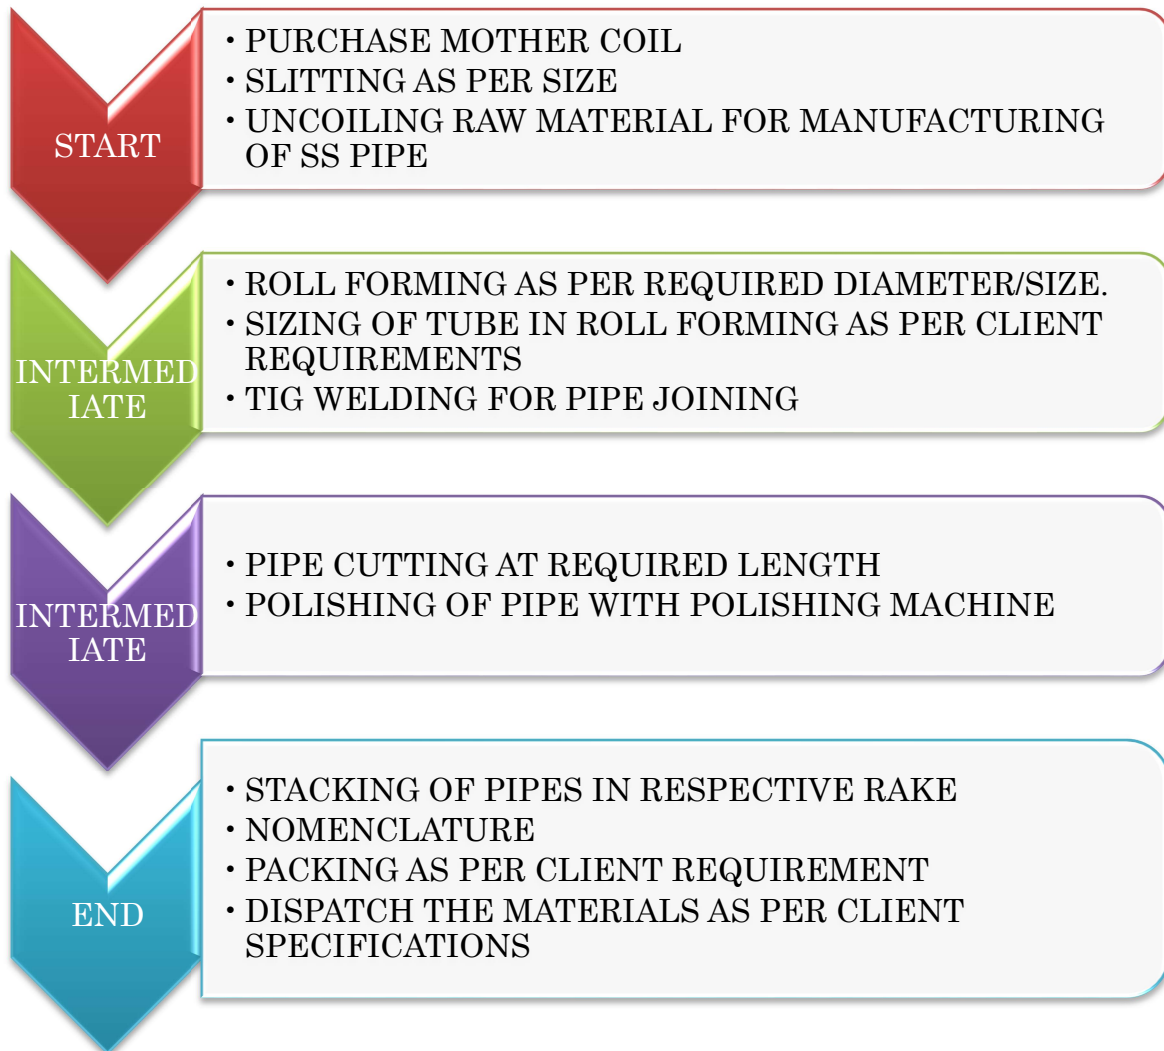 START
• PURCHASE MOTHER COIL
• SLITTING AS PER SIZE
• UNCOILING RAW MATERIAL FOR MANUFACTURING
OF SS PIPE
INTERMED
IATE
• ROLL FORMING AS PER REQUIRED DIAMETER/SIZE.
• SIZING OF TUBE IN ROLL FORMING AS PER CLIENT
REQUIREMENTS
• TIG WELDING FOR PIPE JOINING
INTERMED
IATE
• PIPE CUTTING AT REQUIRED LENGTH
• POLISHING OF PIPE WITH POLISHING MACHINE
END
• STACKING OF PIPES IN RESPECTIVE RAKE
• NOMENCLATURE
• PACKING AS PER CLIENT REQUIREMENT
• DISPATCH THE MATERIALS AS PER CLIENT
SPECIFICATIONS